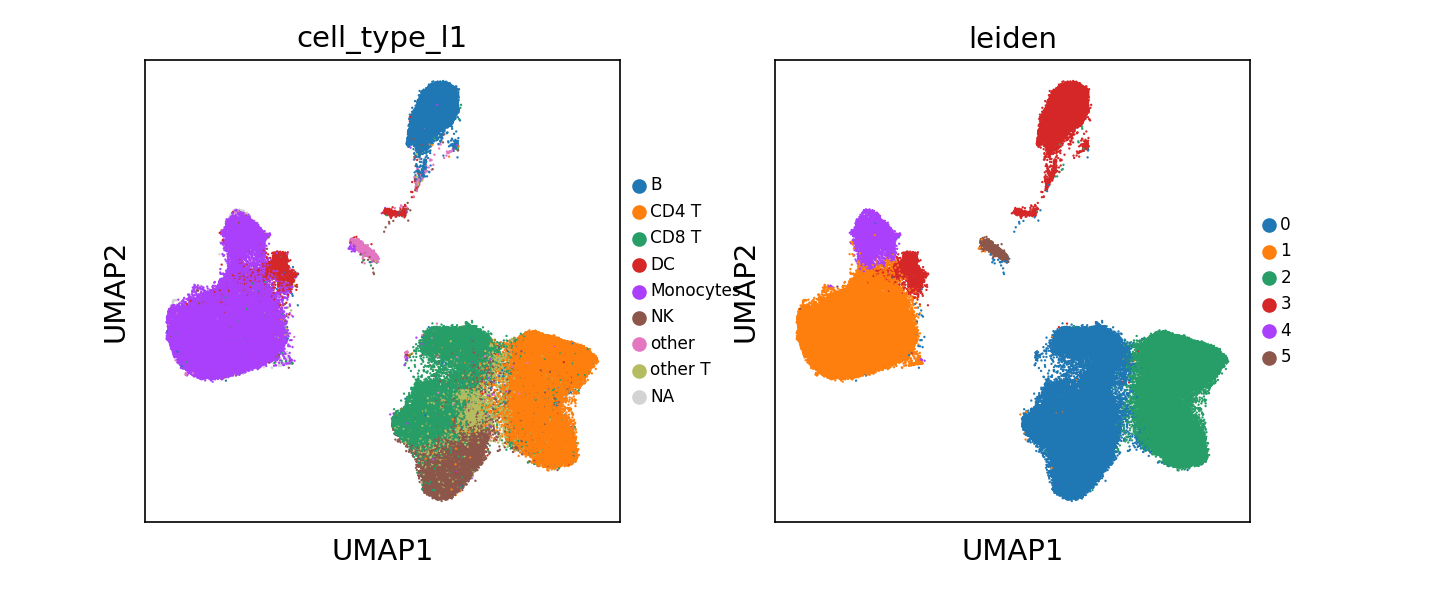 cell_type_l1
UMAP2
UMAP1
B
CD4 T
CD8 T
DC
Monocytes
NK
other
other T
NA
leiden
UMAP2
UMAP1
0
1
2
3
4
5